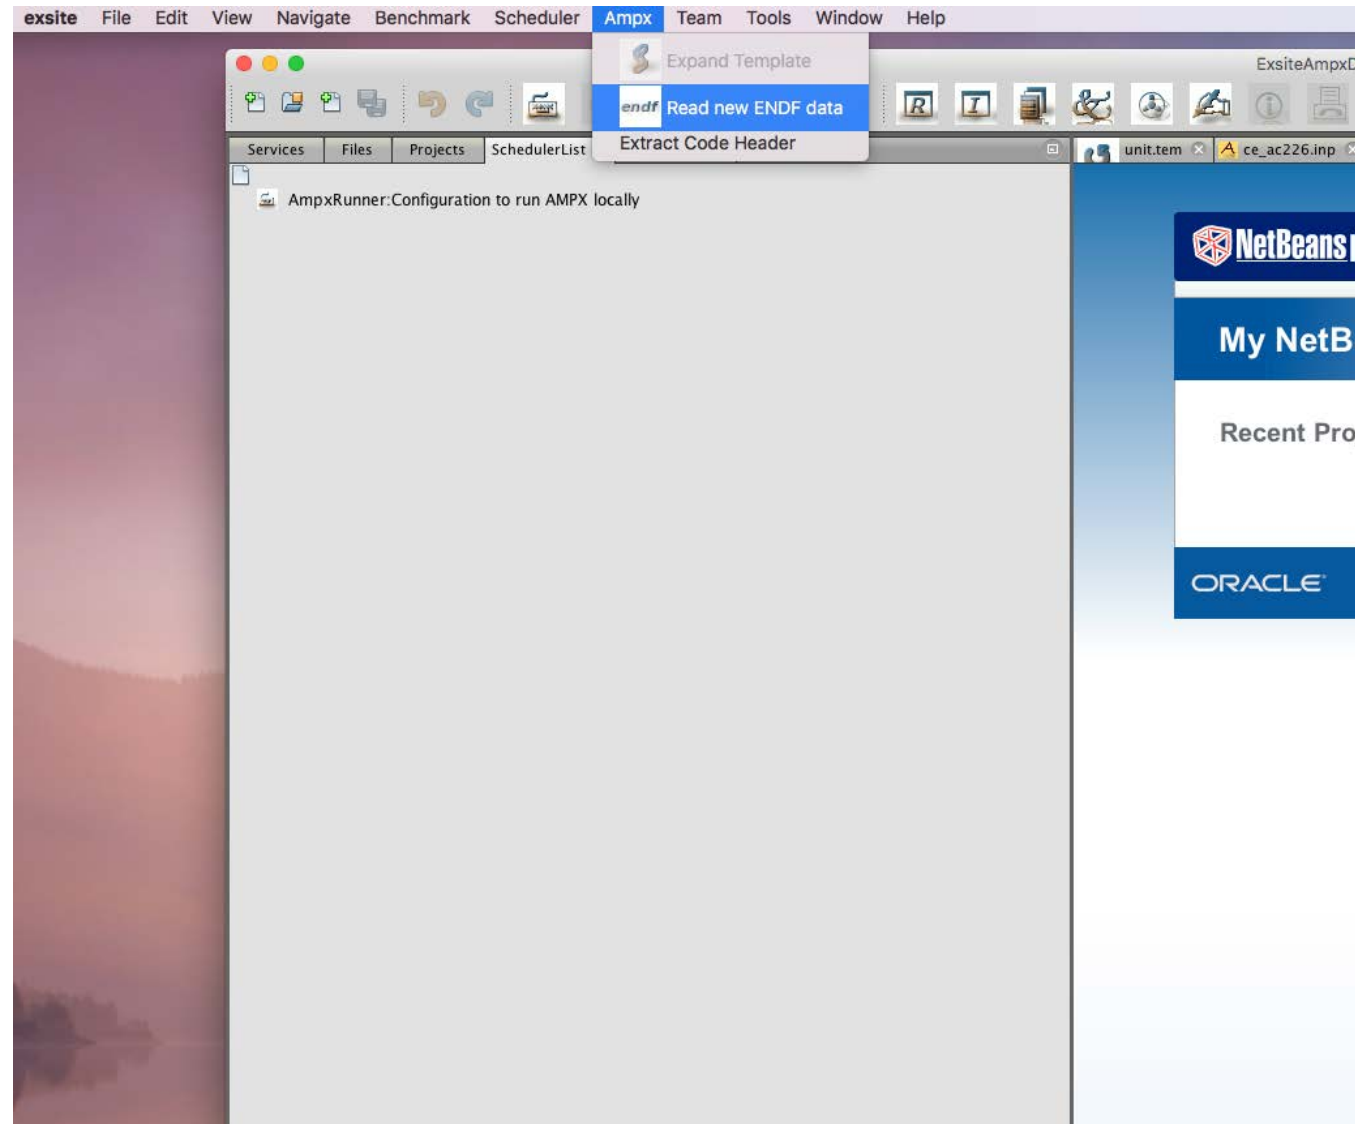 exsite File Edit View Navigate Benchmark Scheduler Ampx Team Tools Window Help
Expand Template
ExsiteAmpxD
endf Read new ENDF data
R I
Extract Code Header
Services Files Projects SchedulerList
unit.tem ce_ac226.inp
AmpxRunner:Configuration to run AMPX locally
NetBeans
My NetB
Recent Pro
ORACLE